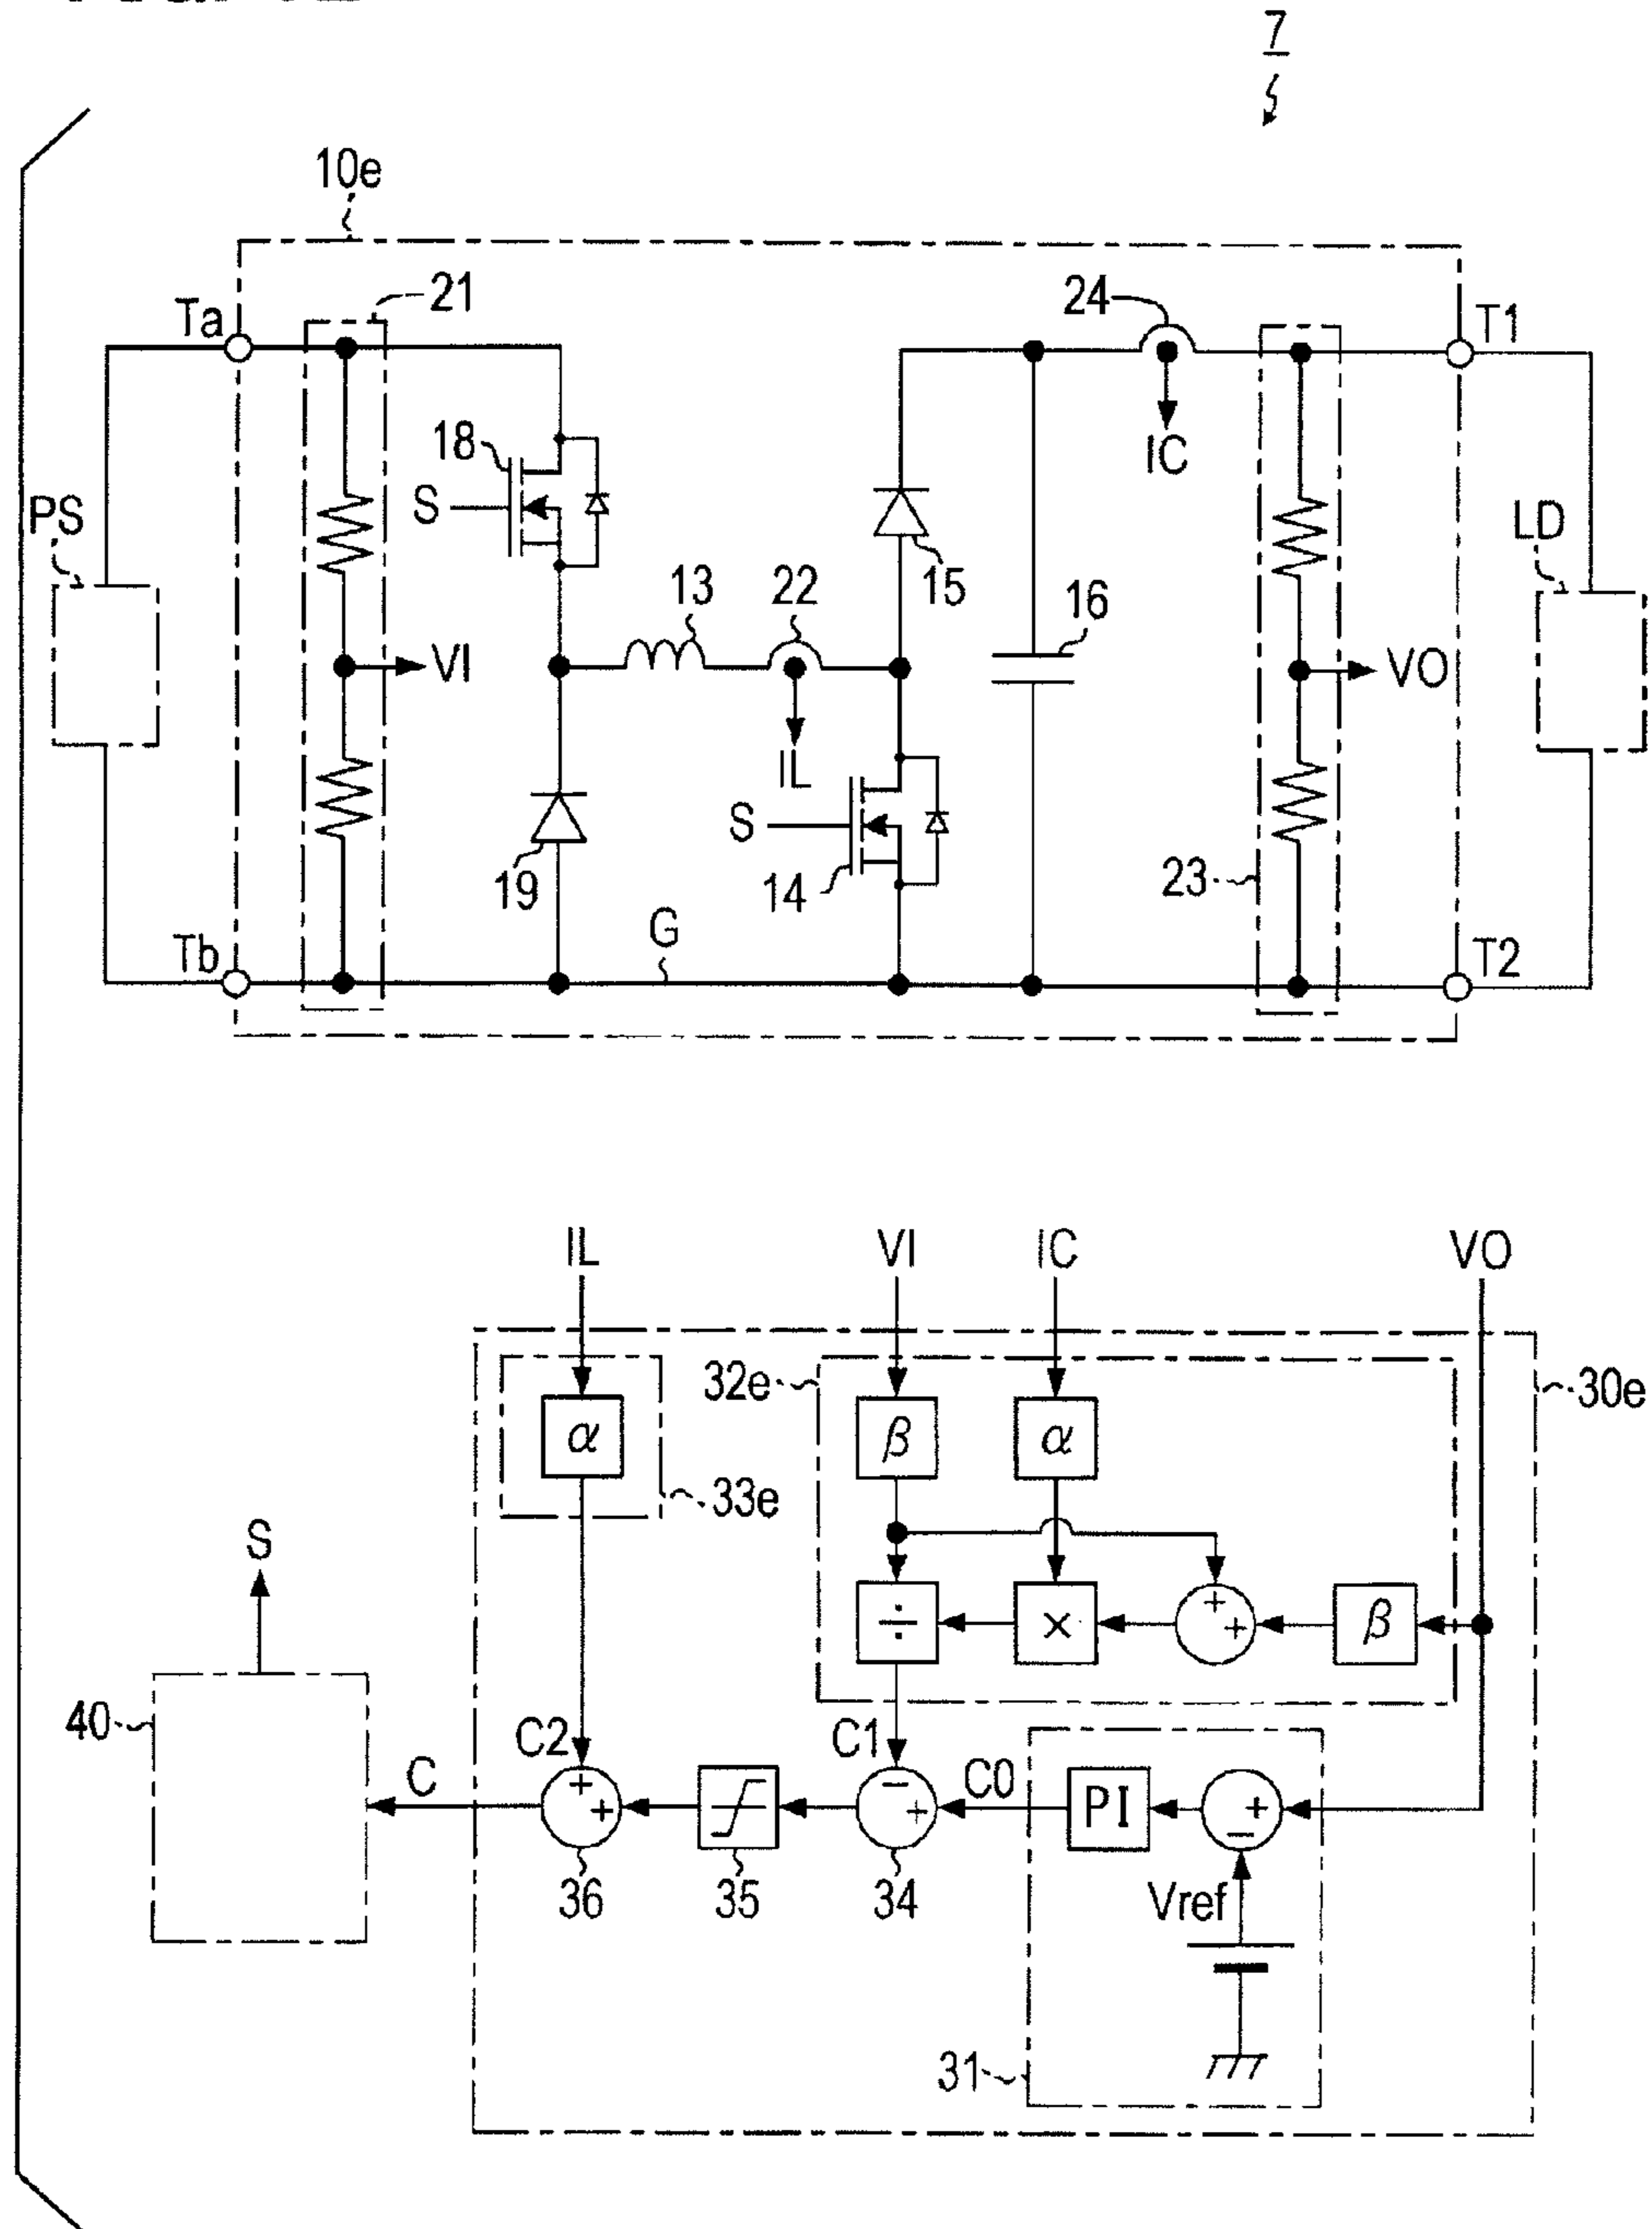 7
10e
21
Ta
24
T1
18
S
IC
PS
LD
13
22
15
16
VI
VO
IL
S
19
14
23
G
Tb
T2
IL
VI
IC
VO
32e
30e
β
α
α
33e
S
÷
×
+
+
β
40
C2
C1
C0
C
+
+
−
+
PI
+
−
36
35
34
Vref
31